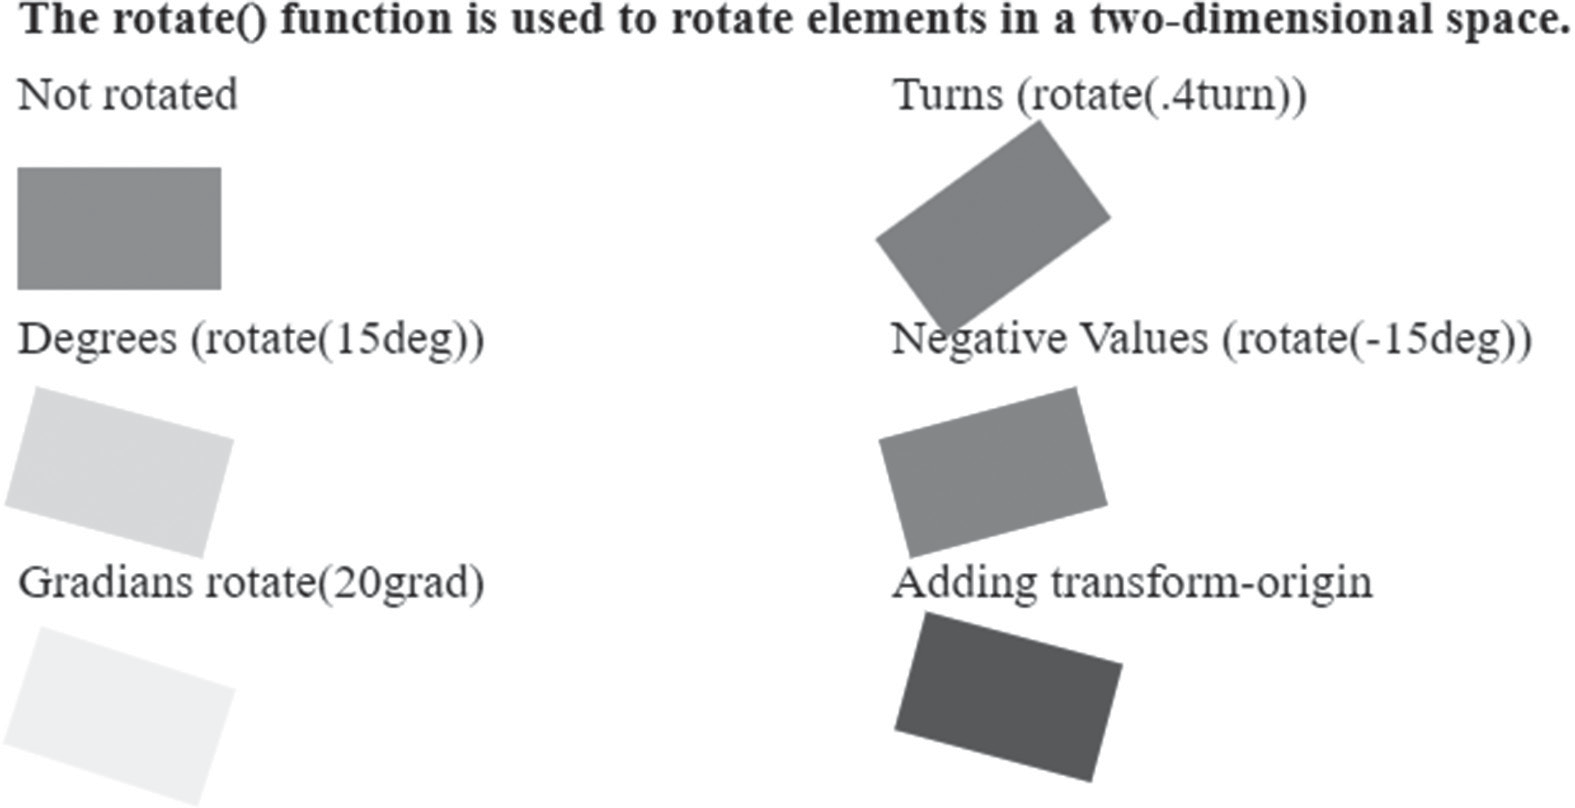 The rotate() function is used to rotate elements in a two-dimensional space.
Not rotated
Turns (rotate(.4turn))
Degrees (rotate(15deg))
Negative Values (rotate(-15deg))
Gradians rotate(20grad)
Adding transform-origin